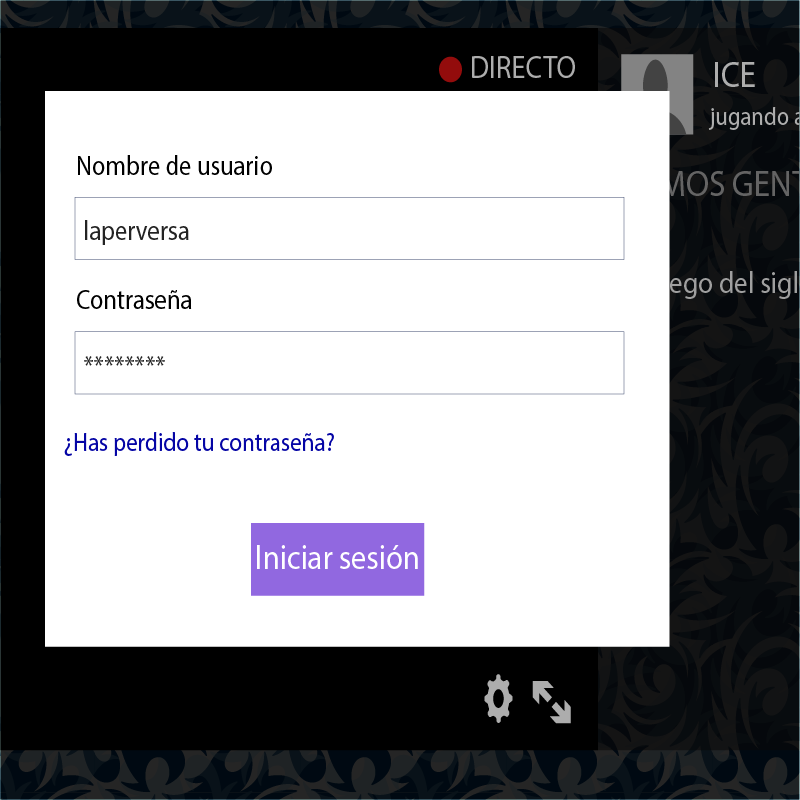 DIRECTO
ICE
jugando a
MOS GENT
ego del sigl
Nombre de usuario
laperversa
Contraseña
********
¿Has perdido tu contraseña?
Iniciar sesión